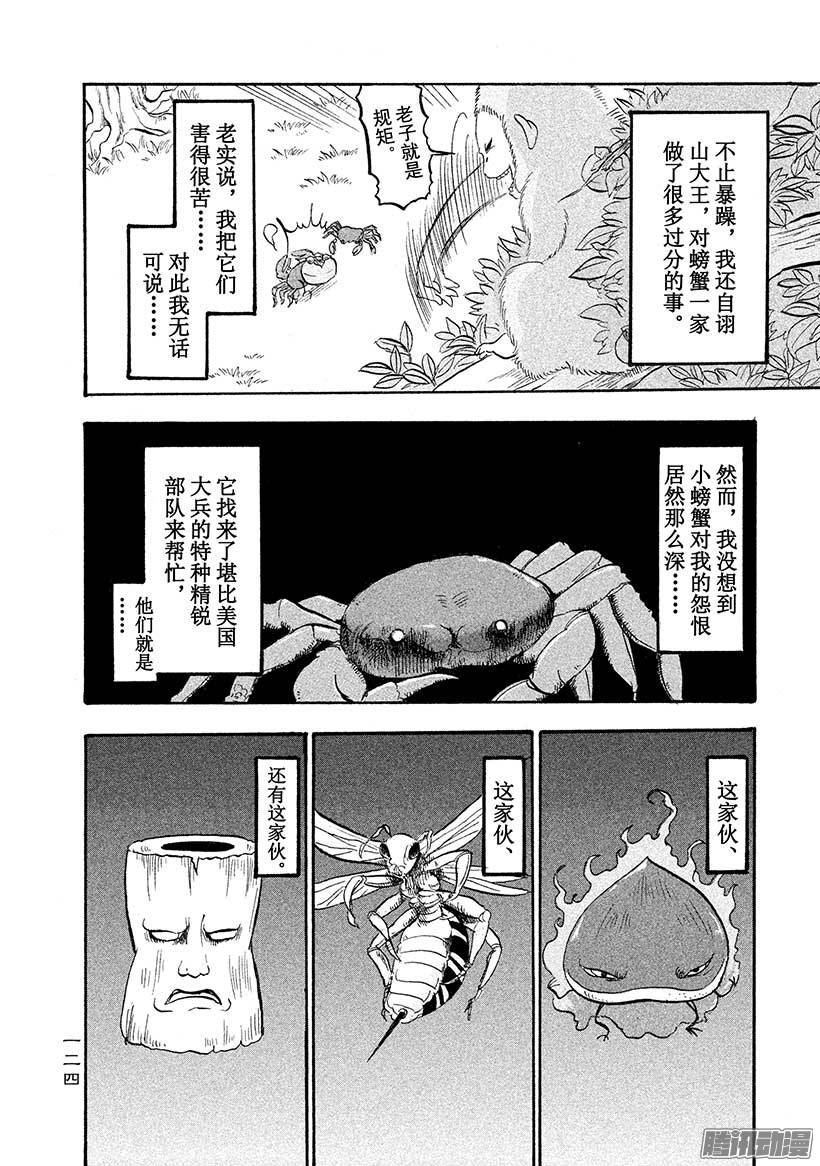 不止暴躁，我还自诩
山大王，对螃蟹一家
做了很多过分的事。
老子就是
规矩。
老实说，我把它们
害得很苦……
对此我无话
可说……
然而，我没想到
小螃蟹对我的怨恨
居然那么深……
它找来了堪比美国
大兵的特种精锐
部队来帮忙，
他们就是
……
这家伙、
这家伙、
还有这家伙。
一二四
腾讯动漫